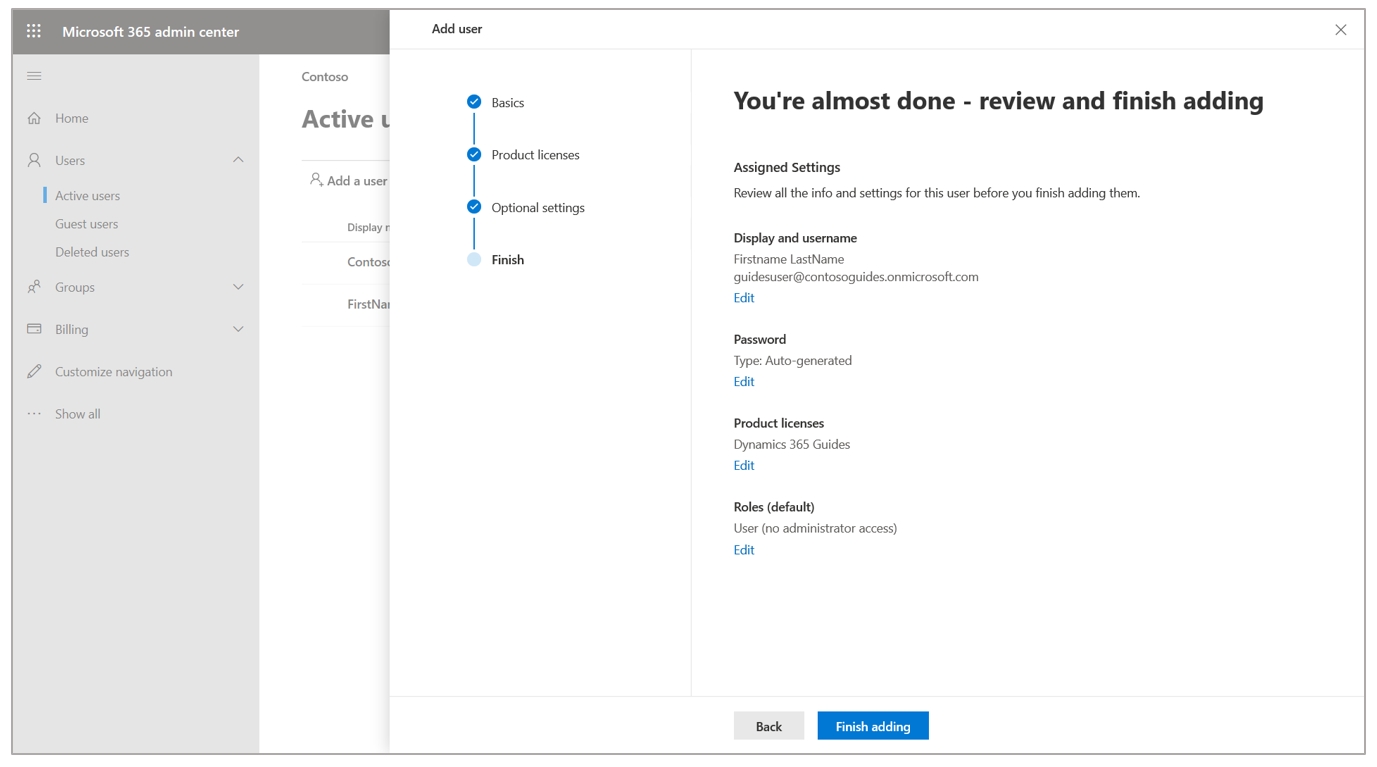 Microsoft 365 admin center
Home
Users
Active users
Guest users
Deleted users
Groups
Billing
Customize navigation
Show all
Contoso
Active u
Add a user
Display n
Contoso
FirstNar
Add user
Basics
Product licenses
Optional settings
Finish
You're almost done - review and finish adding
Assigned Settings
Review all the info and settings for this user before you finish adding them.
Display and username
Firstname LastName
guidesuser@contosoguides.onmicrosoft.com
Edit
Password
Type: Auto-generated
Edit
Product licenses
Dynamics 365 Guides
Edit
Roles (default)
User (no administrator access)
Edit
Back
Finish adding